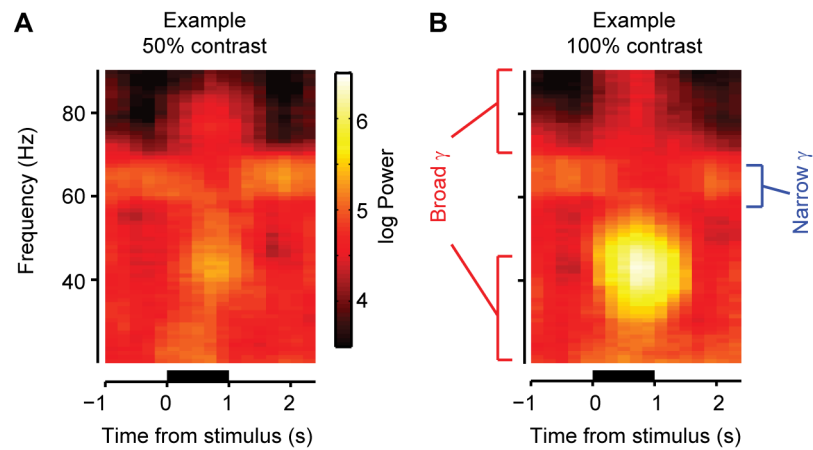 A
Example
50% contrast
Frequency (Hz)
80
60
40
6
5
4
log Power
−1
0
1
2
Time from stimulus (s)
B
Example
100% contrast
Broad γ
Narrow γ
−1
0
1
2
Time from stimulus (s)